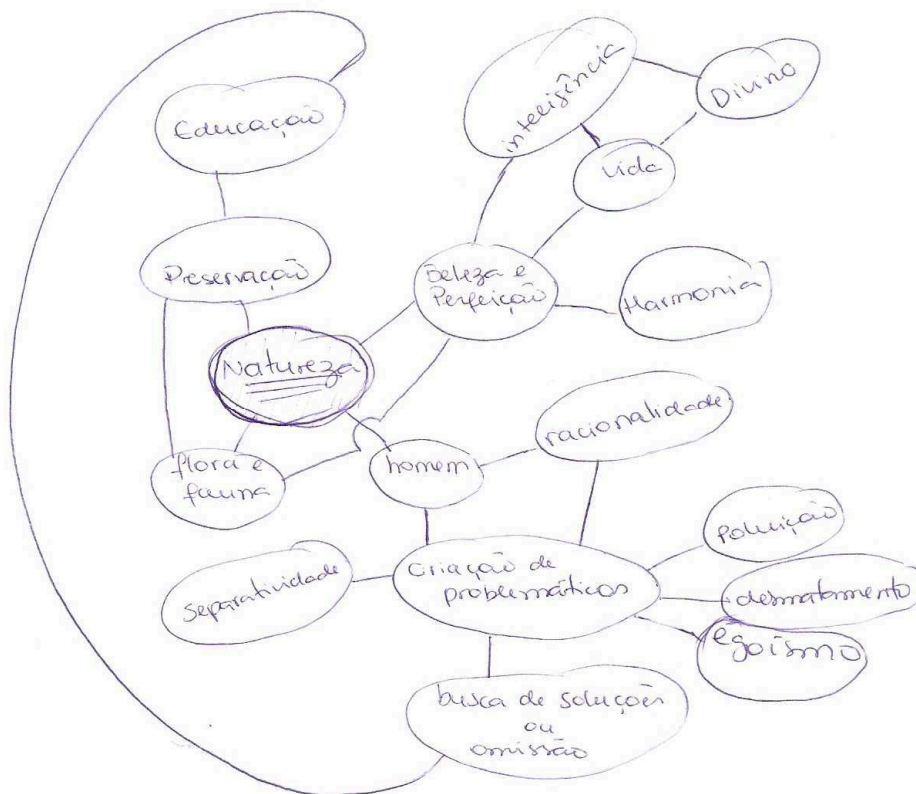 Educação
inteligência
Divino
vida
Preservação
Beleza e
Perfeição
Harmonia
Natureza
racionalidade
flora e
fauna
homem
Poluição
separatividade
Criação de
problemáticos
desmatamento
egoísmo
busca de soluções
ou
omissão